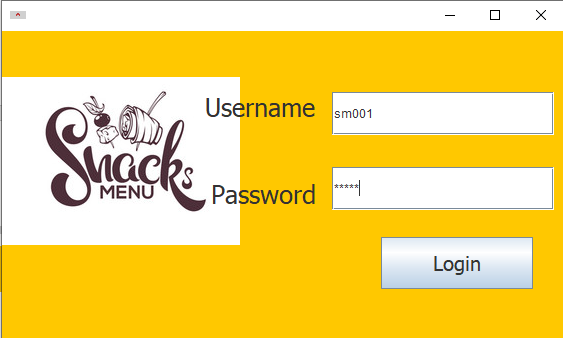 Snacks
MENU
Username
sm001
Password
*****
Login